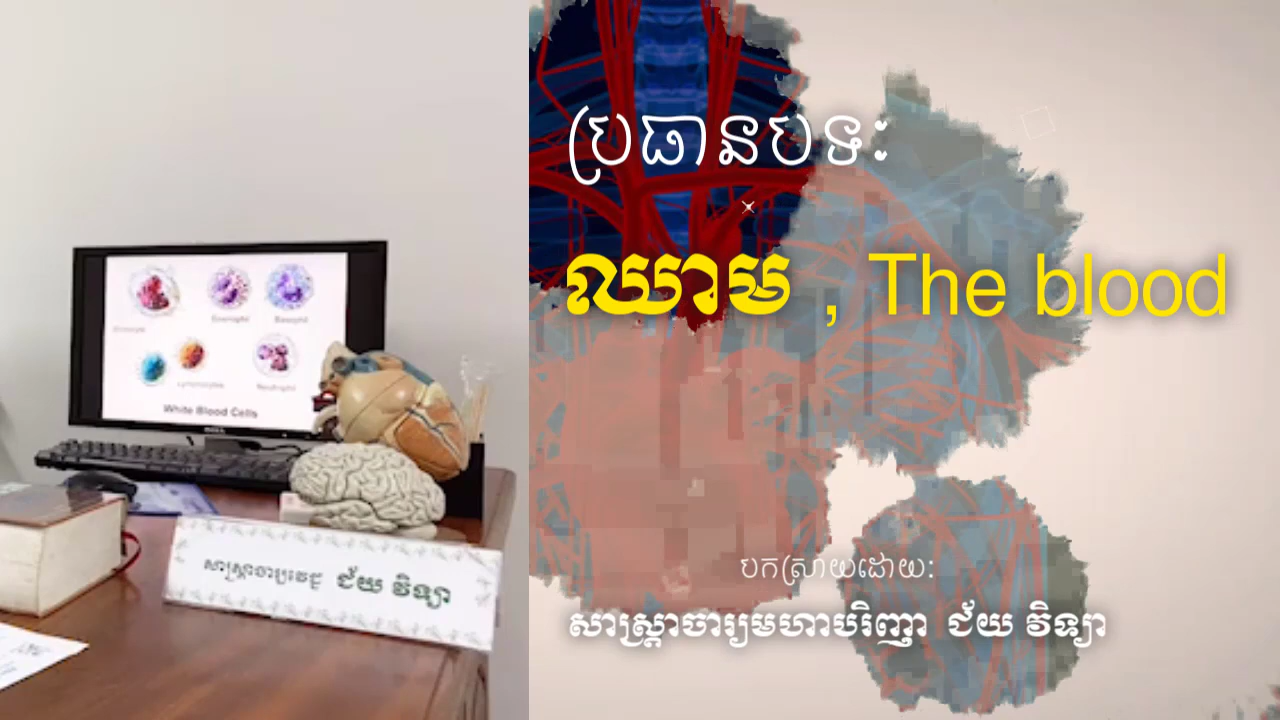 ប្រធានបទៈ
ឈាម , The blood
បកស្រាយដោយៈ
សាស្ត្រាចារ្យមហាបរិញា ជ័យ វិទ្យា
Eosinophil
Basophil
Lymphocytes
Neutrophil
White Blood Cells
DELL
សាស្ត្រាចារ្យវេជ្ជ ជ័យ វិទ្យា